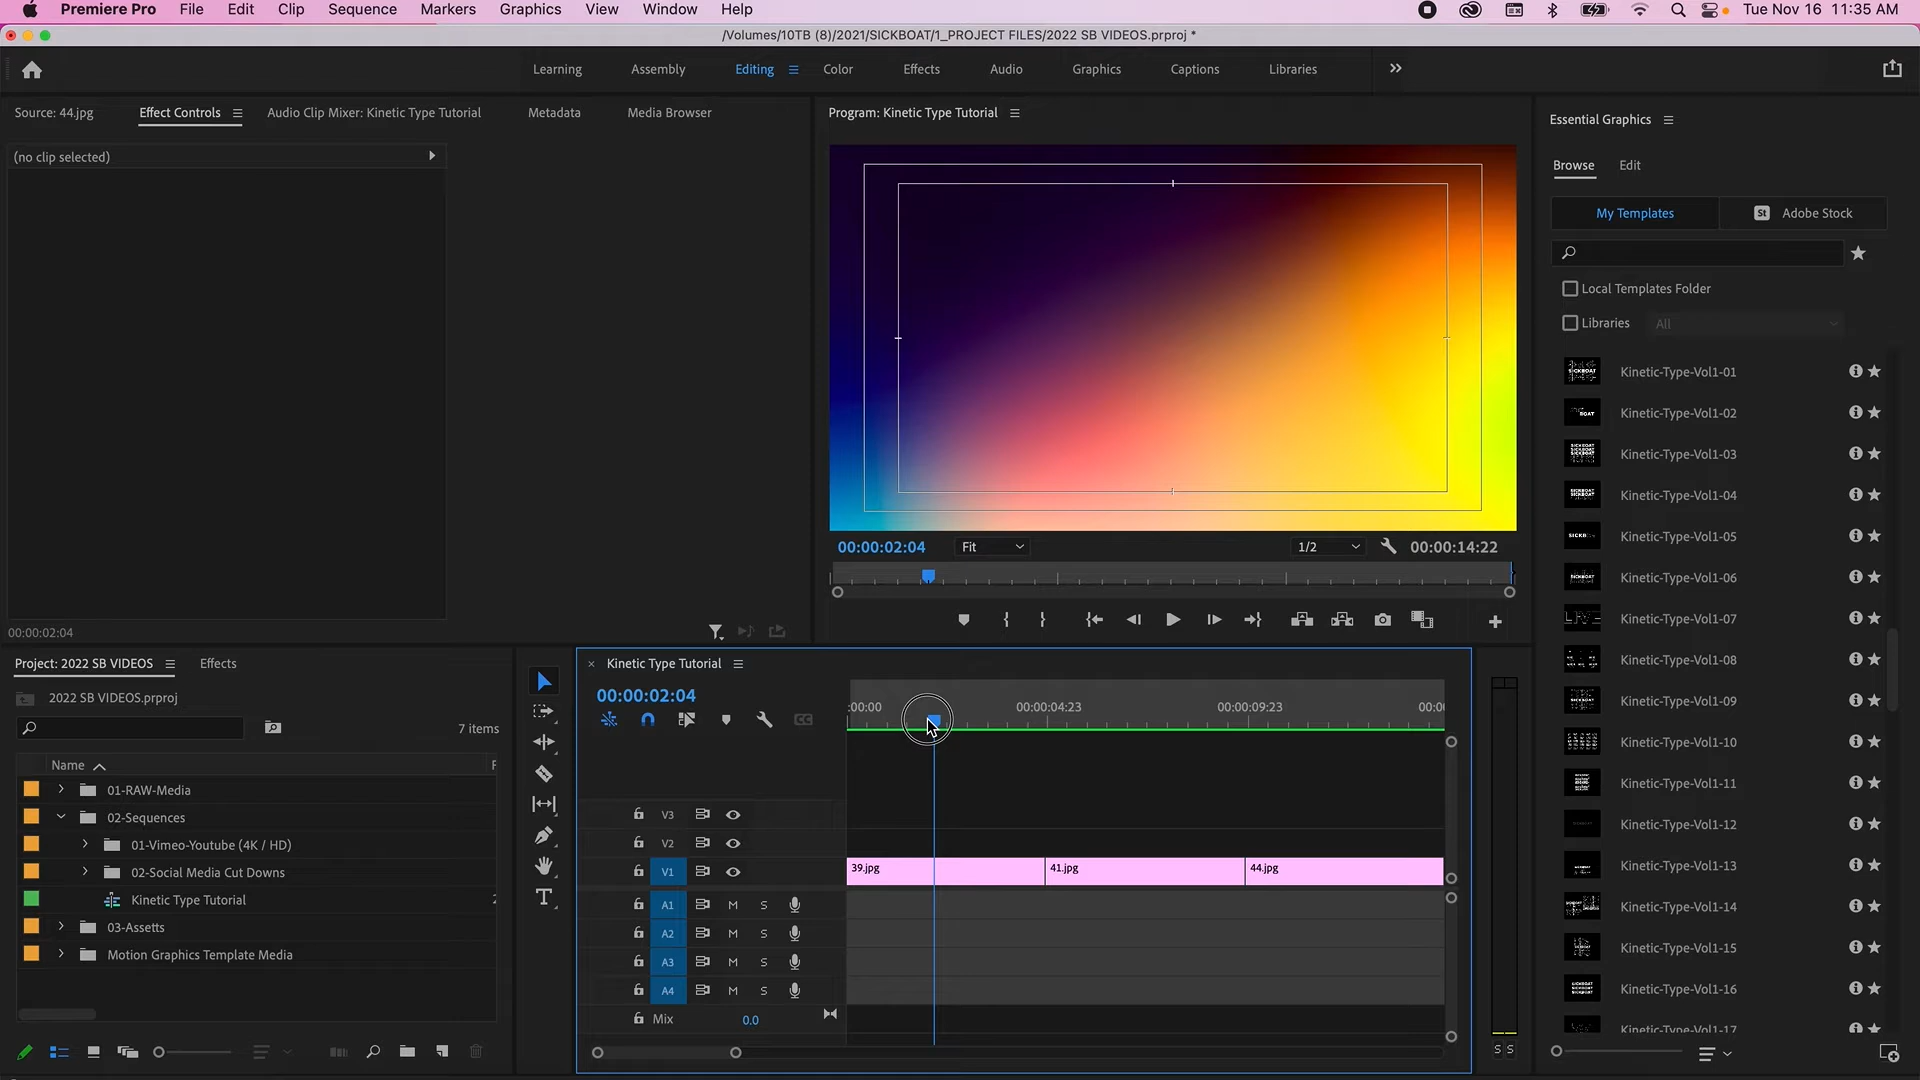 Premiere Pro File Edit Clip Sequence Markers Graphics View Window Help Tue Nov 16 11:35 AM
/Volumes/10TB (8)/2021/SICKBOAT/1_PROJECT FILES/2022 SB VIDEOS.prproj *
Learning Assembly Editing Color Effects Audio Graphics Captions Libraries
Source: 44.jpg Effect Controls Audio Clip Mixer: Kinetic Type Tutorial Metadata Media Browser
(no clip selected)
00:00:02:04
Program: Kinetic Type Tutorial
00:00:02:04 Fit 1/2 00:00:14:22
Essential Graphics
Browse Edit
My Templates St Adobe Stock
Local Templates Folder
Libraries All
Kinetic-Type-Vol1-01
Kinetic-Type-Vol1-02
Kinetic-Type-Vol1-03
Kinetic-Type-Vol1-04
Kinetic-Type-Vol1-05
Kinetic-Type-Vol1-06
Kinetic-Type-Vol1-07
Kinetic-Type-Vol1-08
Kinetic-Type-Vol1-09
Kinetic-Type-Vol1-10
Kinetic-Type-Vol1-11
Kinetic-Type-Vol1-12
Kinetic-Type-Vol1-13
Kinetic-Type-Vol1-14
Kinetic-Type-Vol1-15
Kinetic-Type-Vol1-16
Kinetic-Type-Vol1-17
Project: 2022 SB VIDEOS Effects
2022 SB VIDEOS.prproj
7 items
Name
01-RAW-Media
02-Sequences
01-Vimeo-Youtube (4K / HD)
02-Social Media Cut Downs
Kinetic Type Tutorial
03-Assetts
Motion Graphics Template Media
Kinetic Type Tutorial
00:00:02:04
:00:00 00:00:04:23 00:00:09:23 00:00
CC
V3
V2
V1 39.jpg 41.jpg 44.jpg
A1 M S
A2 M S
A3 M S
A4 M S
Mix 0.0
S S